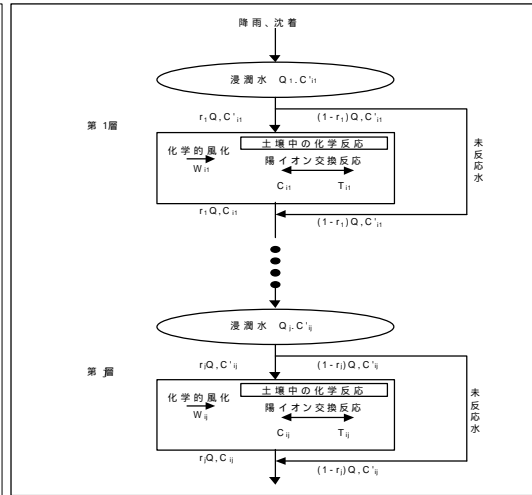 降雨、沈着
浸潤水 Q₁.C'ᵢ₁
r₁Q,C'ᵢ₁
(1-r₁)Q,C'ᵢ₁
第 1層
土壌中の化学反応
化学的風化
陽イオン交換反応
Wᵢ₁
Cᵢ₁
Tᵢ₁
未反応水
r₁Q,Cᵢ₁
(1-r₁)Q,C'ᵢ₁
浸潤水 Qⱼ.C'ᵢⱼ
rⱼQ,C'ᵢⱼ
(1-rⱼ)Q,C'ᵢⱼ
第 j層
土壌中の化学反応
化学的風化
陽イオン交換反応
Wᵢⱼ
Cᵢⱼ
Tᵢⱼ
未反応水
rⱼQ,Cᵢⱼ
(1-rⱼ)Q,C'ᵢⱼ